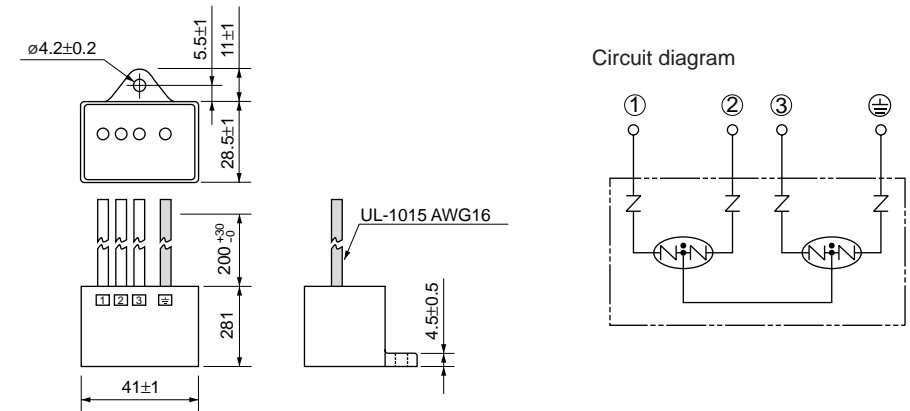 ø4.2±0.2
5.5±1
11±1
28.5±1
Circuit diagram
① ② ③ ⏚
UL-1015 AWG16
200 +30 -0
1 2 3 ⏚
281
4.5±0.5
41±1